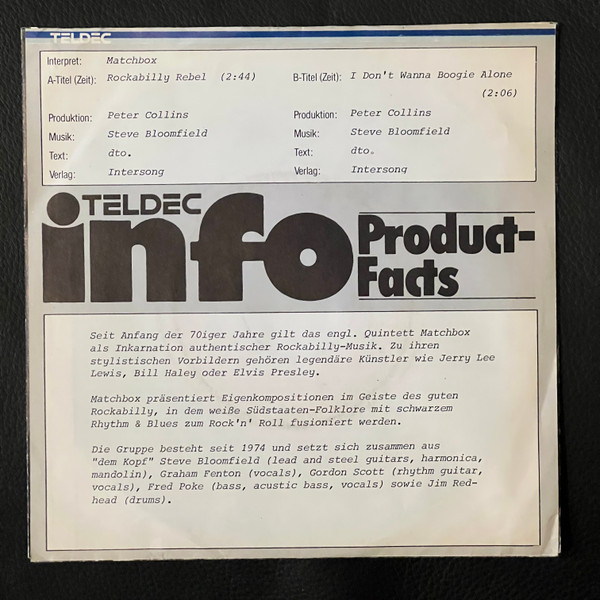 TELDEC
Interpret: Matchbox
A-Titel (Zeit): Rockabilly Rebel (2:44) B-Titel (Zeit): I Don't Wanna Boogie Alone
(2:06)
Produktion: Peter Collins Produktion: Peter Collins
Musik: Steve Bloomfield Musik: Steve Bloomfield
Text: dto. Text: dto.
Verlag: Intersong Verlag: Intersong
TELDEC
info Product-
Facts
Seit Anfang der 70iger Jahre gilt das engl. Quintett Matchbox
als Inkarnation authentischer Rockabilly-Musik. Zu ihren
stylistischen Vorbildern gehören legendäre Künstler wie Jerry Lee
Lewis, Bill Haley oder Elvis Presley.
Matchbox präsentiert Eigenkompositionen im Geiste des guten
Rockabilly, in dem weiße Südstaaten-Folklore mit schwarzem
Rhythm & Blues zum Rock'n' Roll fusioniert werden.
Die Gruppe besteht seit 1974 und setzt sich zusammen aus
"dem Kopf" Steve Bloomfield (lead and steel guitars, harmonica,
mandolin), Graham Fenton (vocals), Gordon Scott (rhythm guitar,
vocals), Fred Poke (bass, acustic bass, vocals) sowie Jim Red-
head (drums).